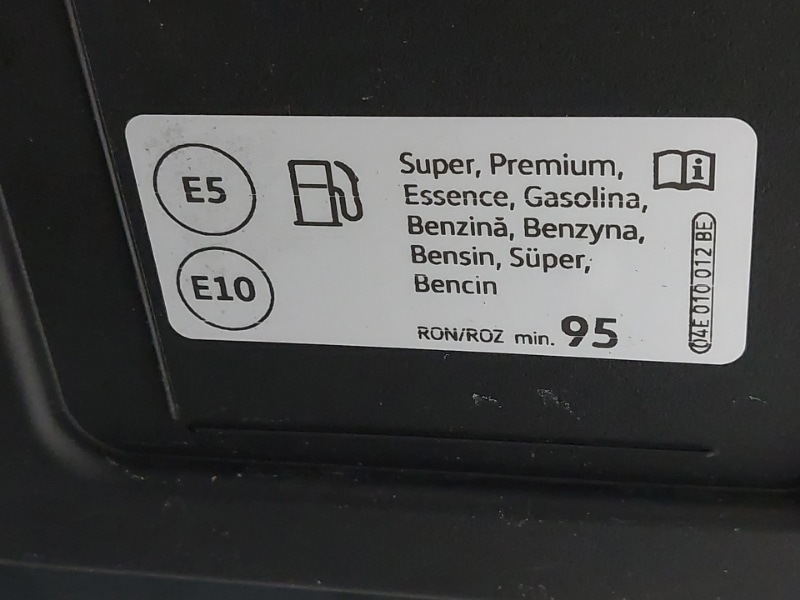 E5
E10
Super, Premium,
Essence, Gasolina,
Benzină, Benzyna,
Bensin, Süper,
Bencin
RON/ROZ min. 95
i
04E 010 012 BE